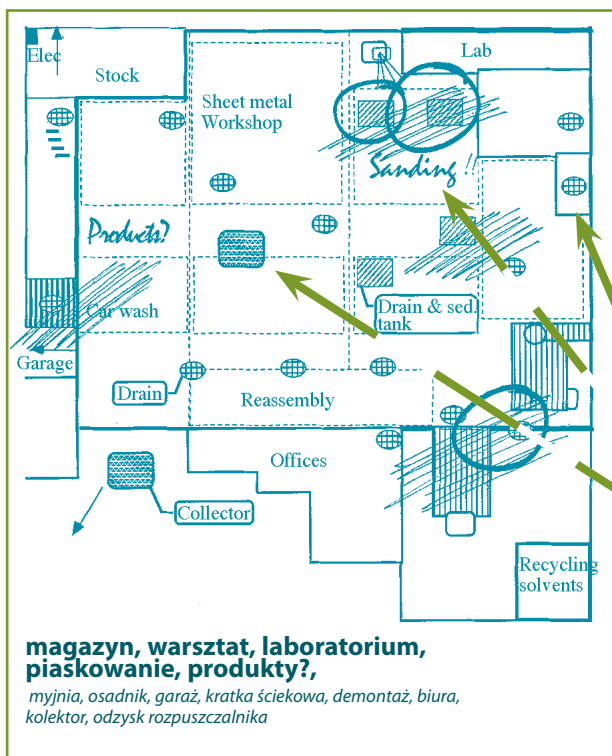 Elec
Stock
Lab
Sheet metal
Workshop
Sanding !!
Products?
Car wash
Drain & sed.
tank
Garage
Drain
Reassembly
Offices
Collector
Recycling
solvents
magazyn, warsztat, laboratorium,
piaskowanie, produkty?,
myjnia, osadnik, garaż, kratka ściekowa, demontaż, biura,
kolektor, odzysk rozpuszczalnika